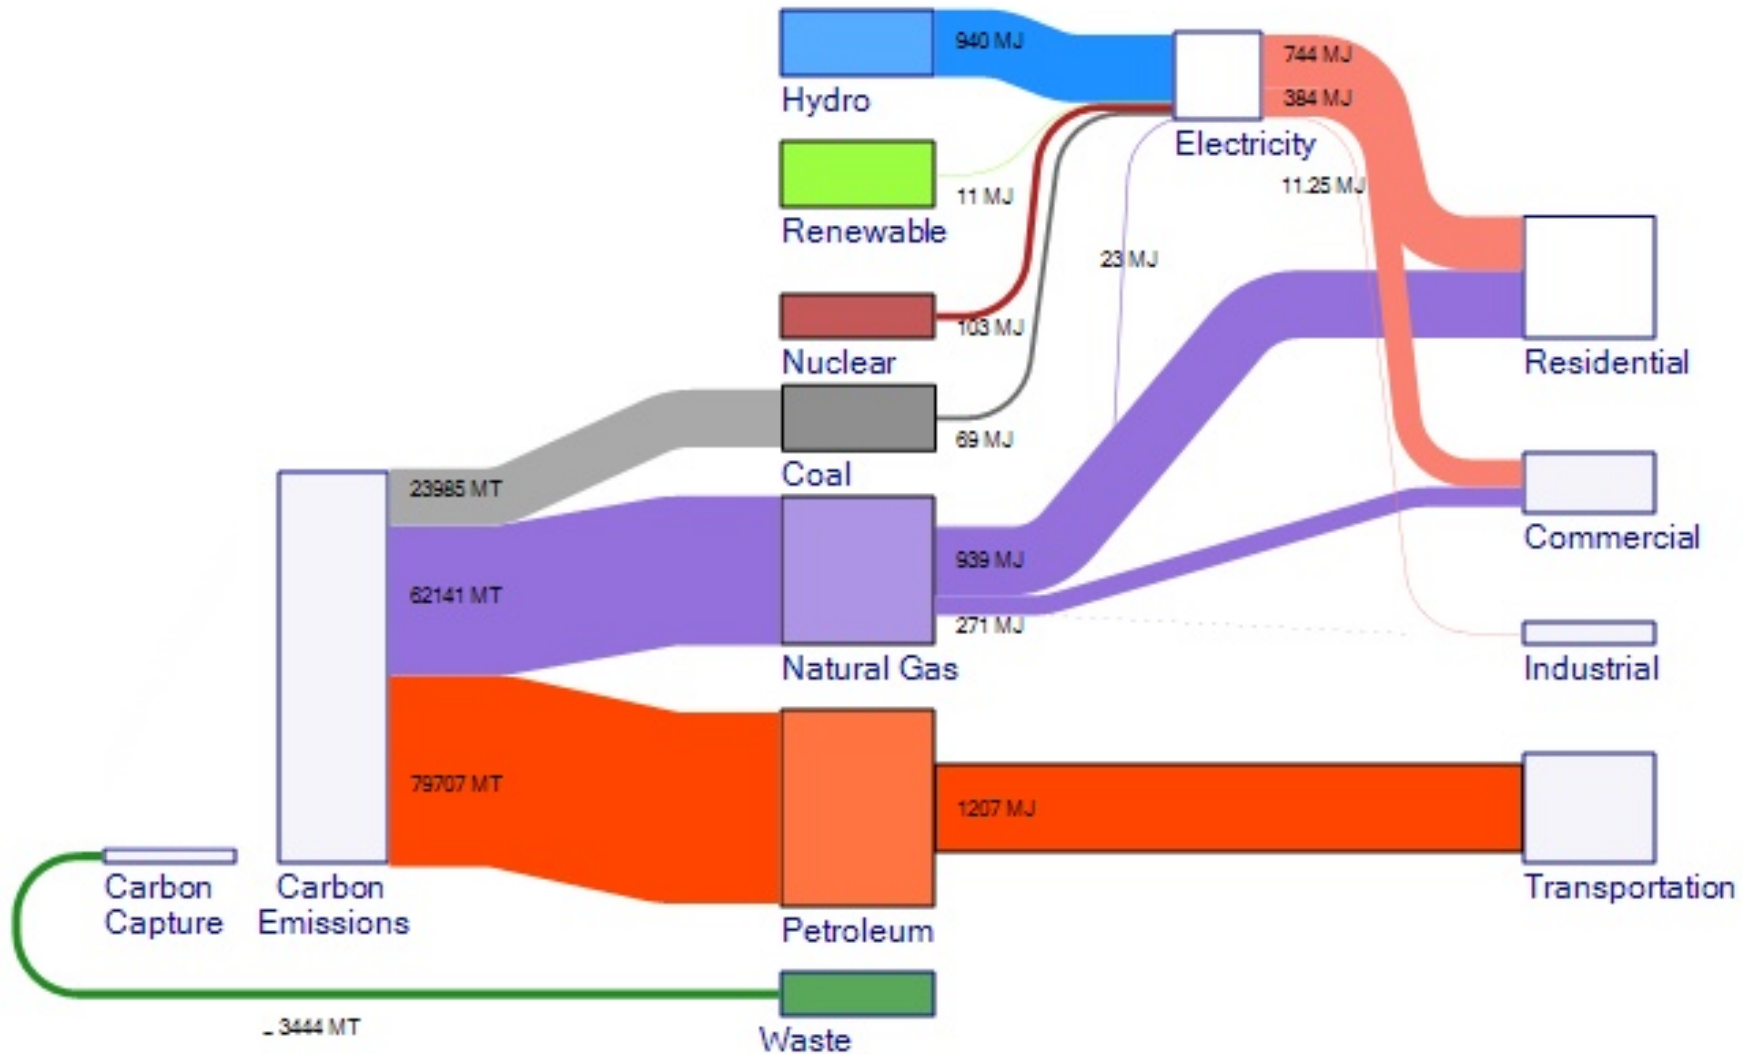 940 MJ
744 MJ
384 MJ
Hydro
Electricity
11 MJ
11.25 MJ
Renewable
23 MJ
103 MJ
Nuclear
Residential
69 MJ
Coal
23985 MT
Commercial
939 MJ
62141 MT
271 MJ
Natural Gas
Industrial
79707 MT
1207 MJ
Carbon
Capture
Carbon
Emissions
Transportation
Petroleum
- 3444 MT
Waste